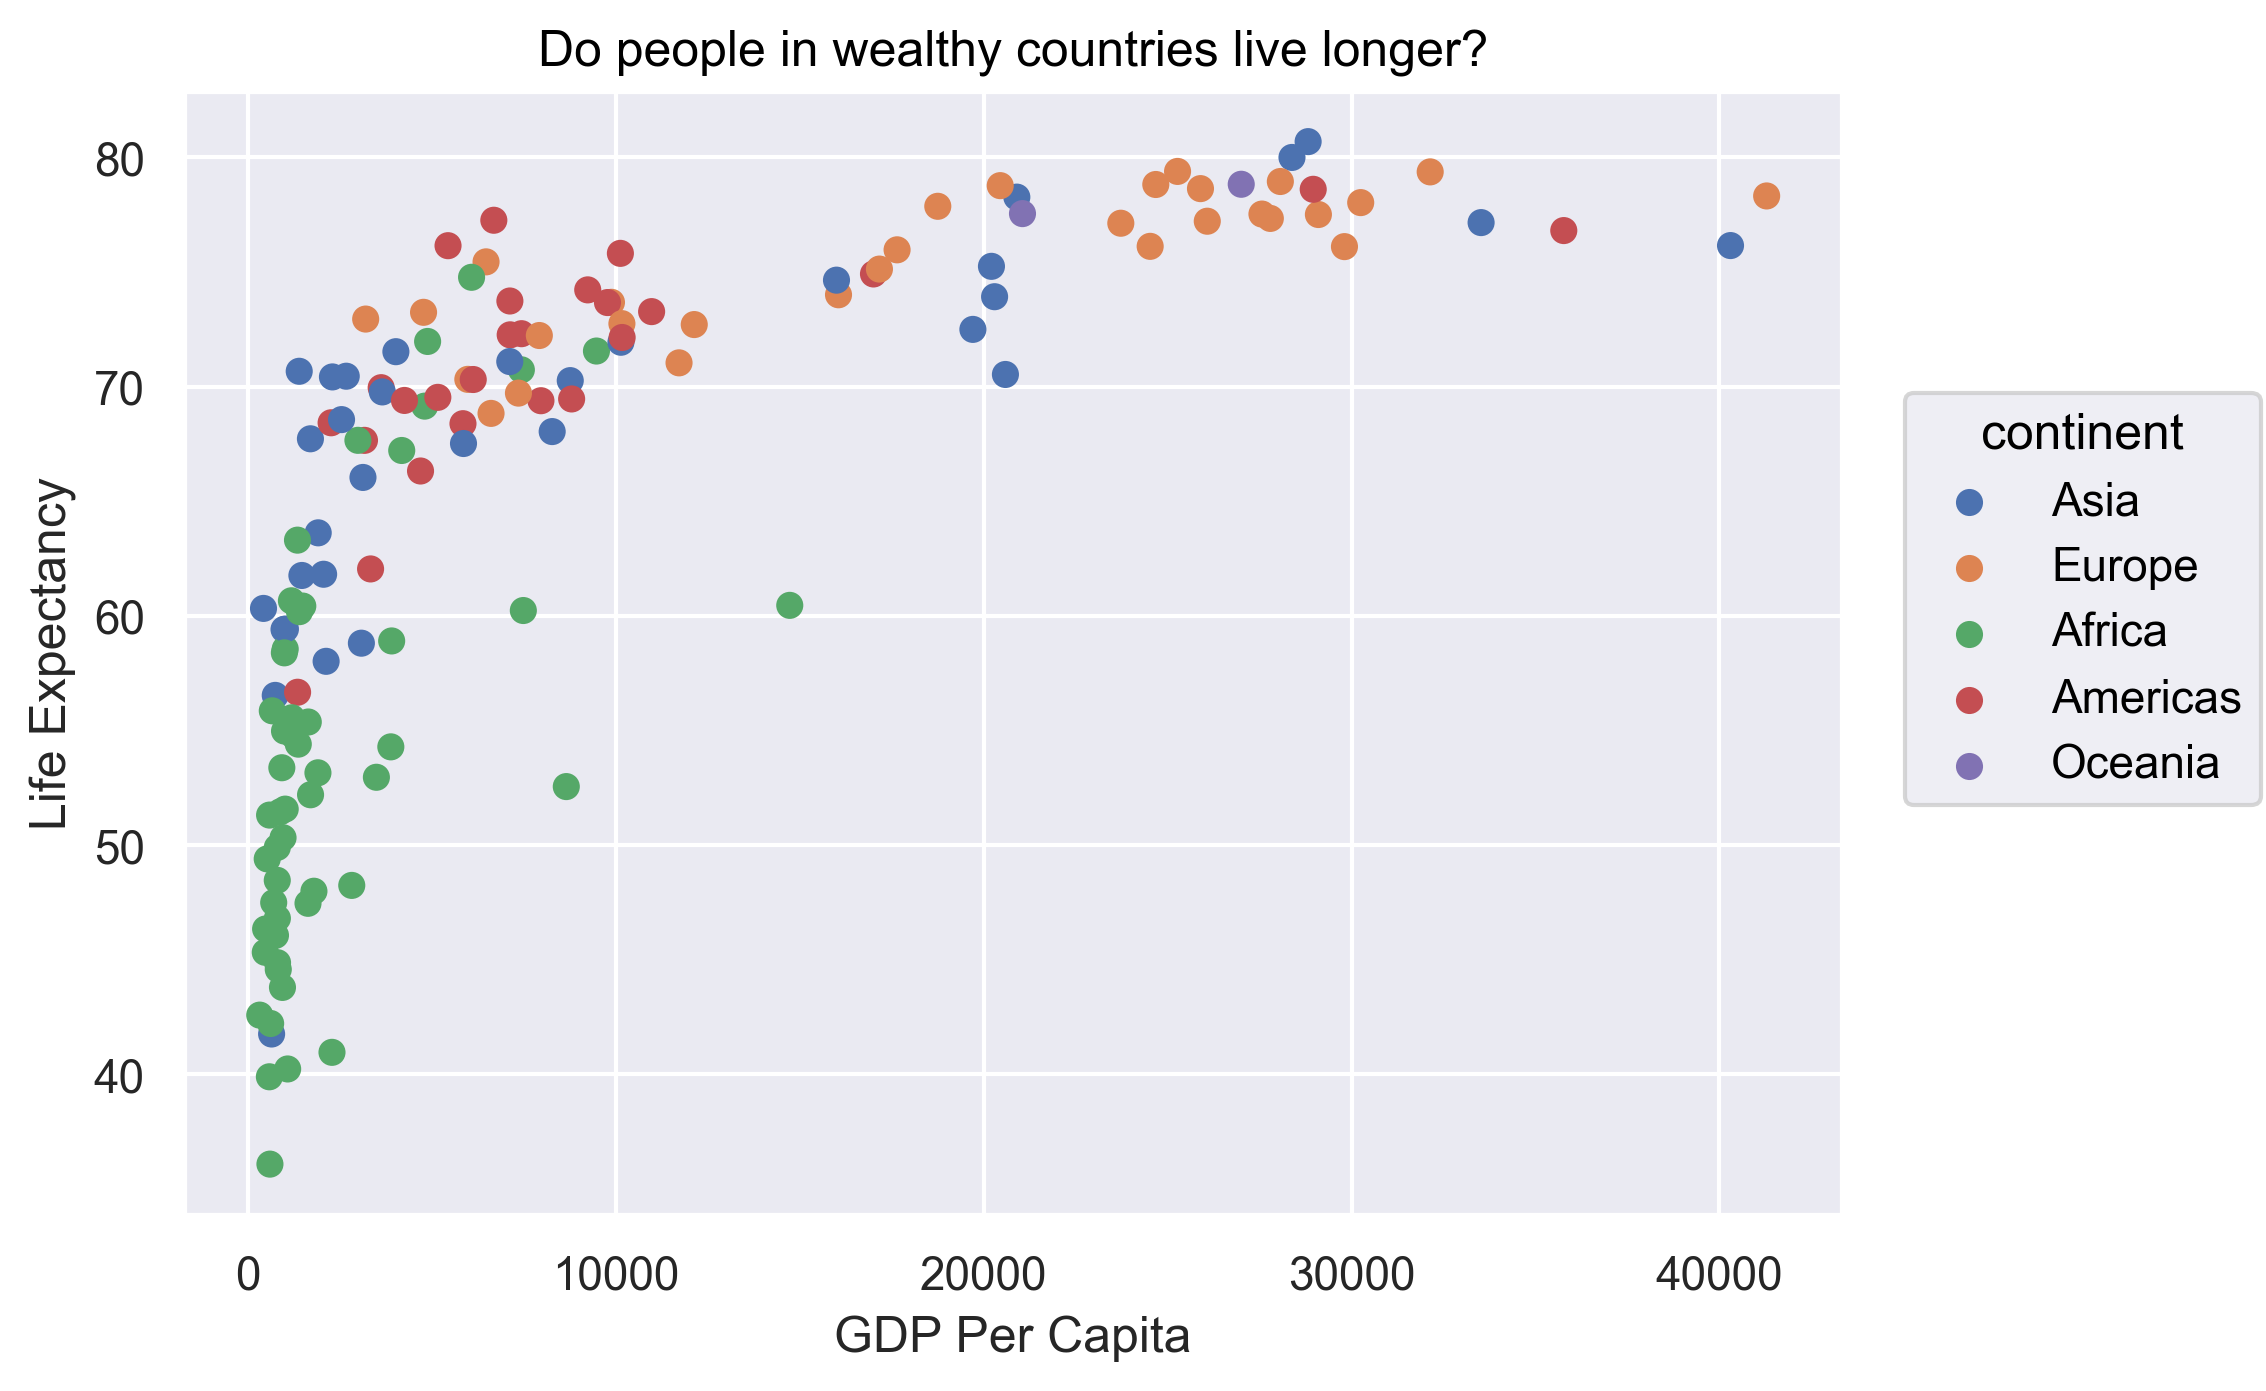 Do people in wealthy countries live longer?
80
70
60
50
40
Life Expectancy
0 10000 20000 30000 40000
GDP Per Capita
continent
Asia
Europe
Africa
Americas
Oceania